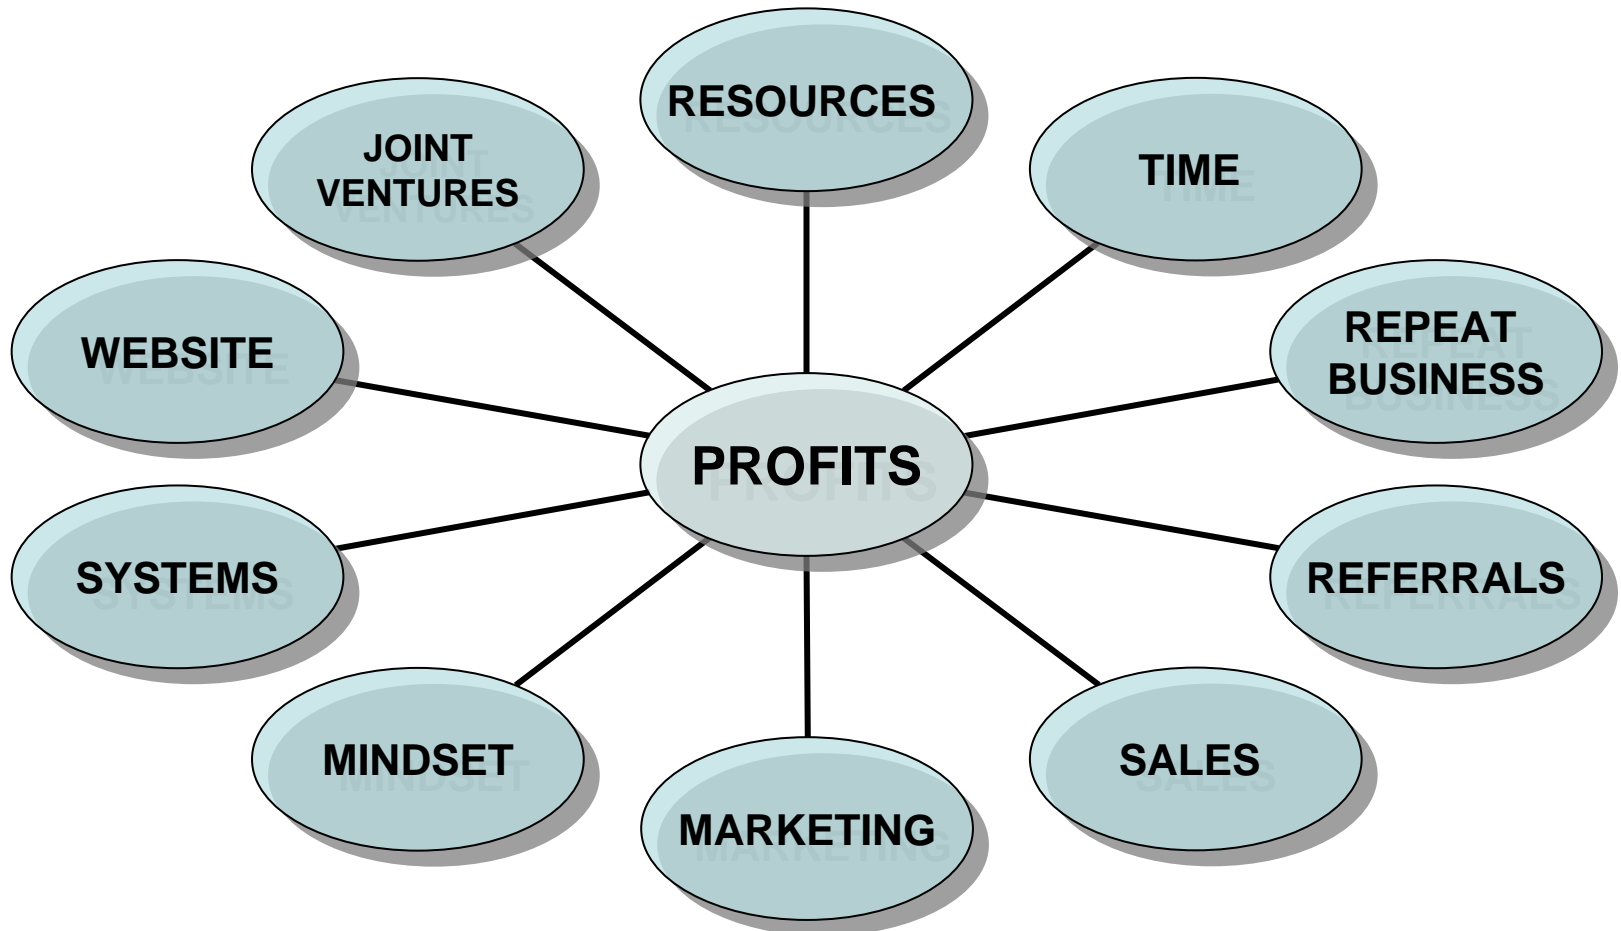 RESOURCES
JOINT
VENTURES
TIME
WEBSITE
REPEAT
BUSINESS
PROFITS
SYSTEMS
REFERRALS
MINDSET
SALES
MARKETING